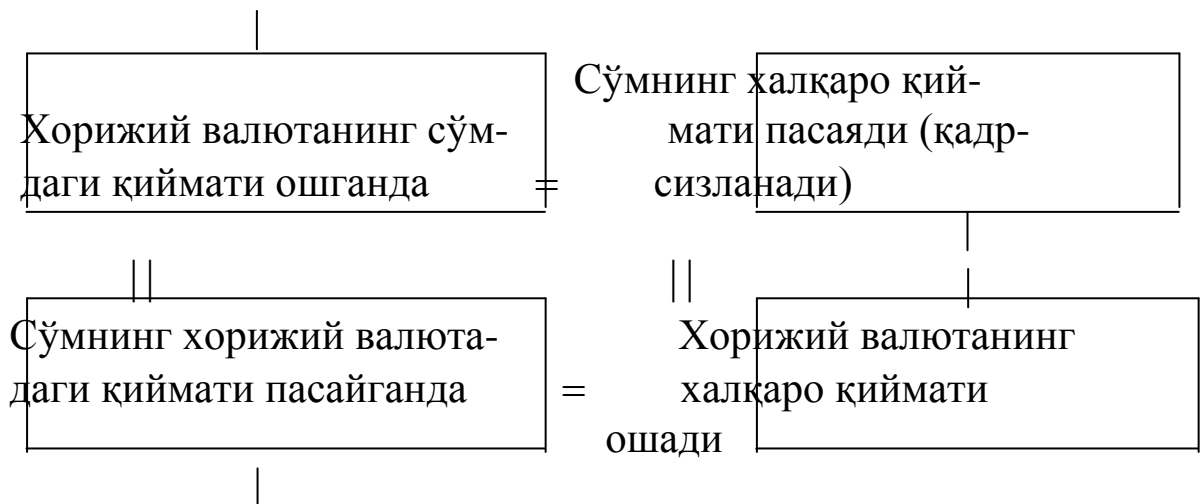 Хорижий валютанинг сўм-
даги қиймати ошганда
=
Сўмнинг халқаро қий-
мати пасаяди (қадр-
сизланади)
||
||
Сўмнинг хорижий валюта-
даги қиймати пасайганда
=
Хорижий валютанинг
халқаро қиймати
ошади